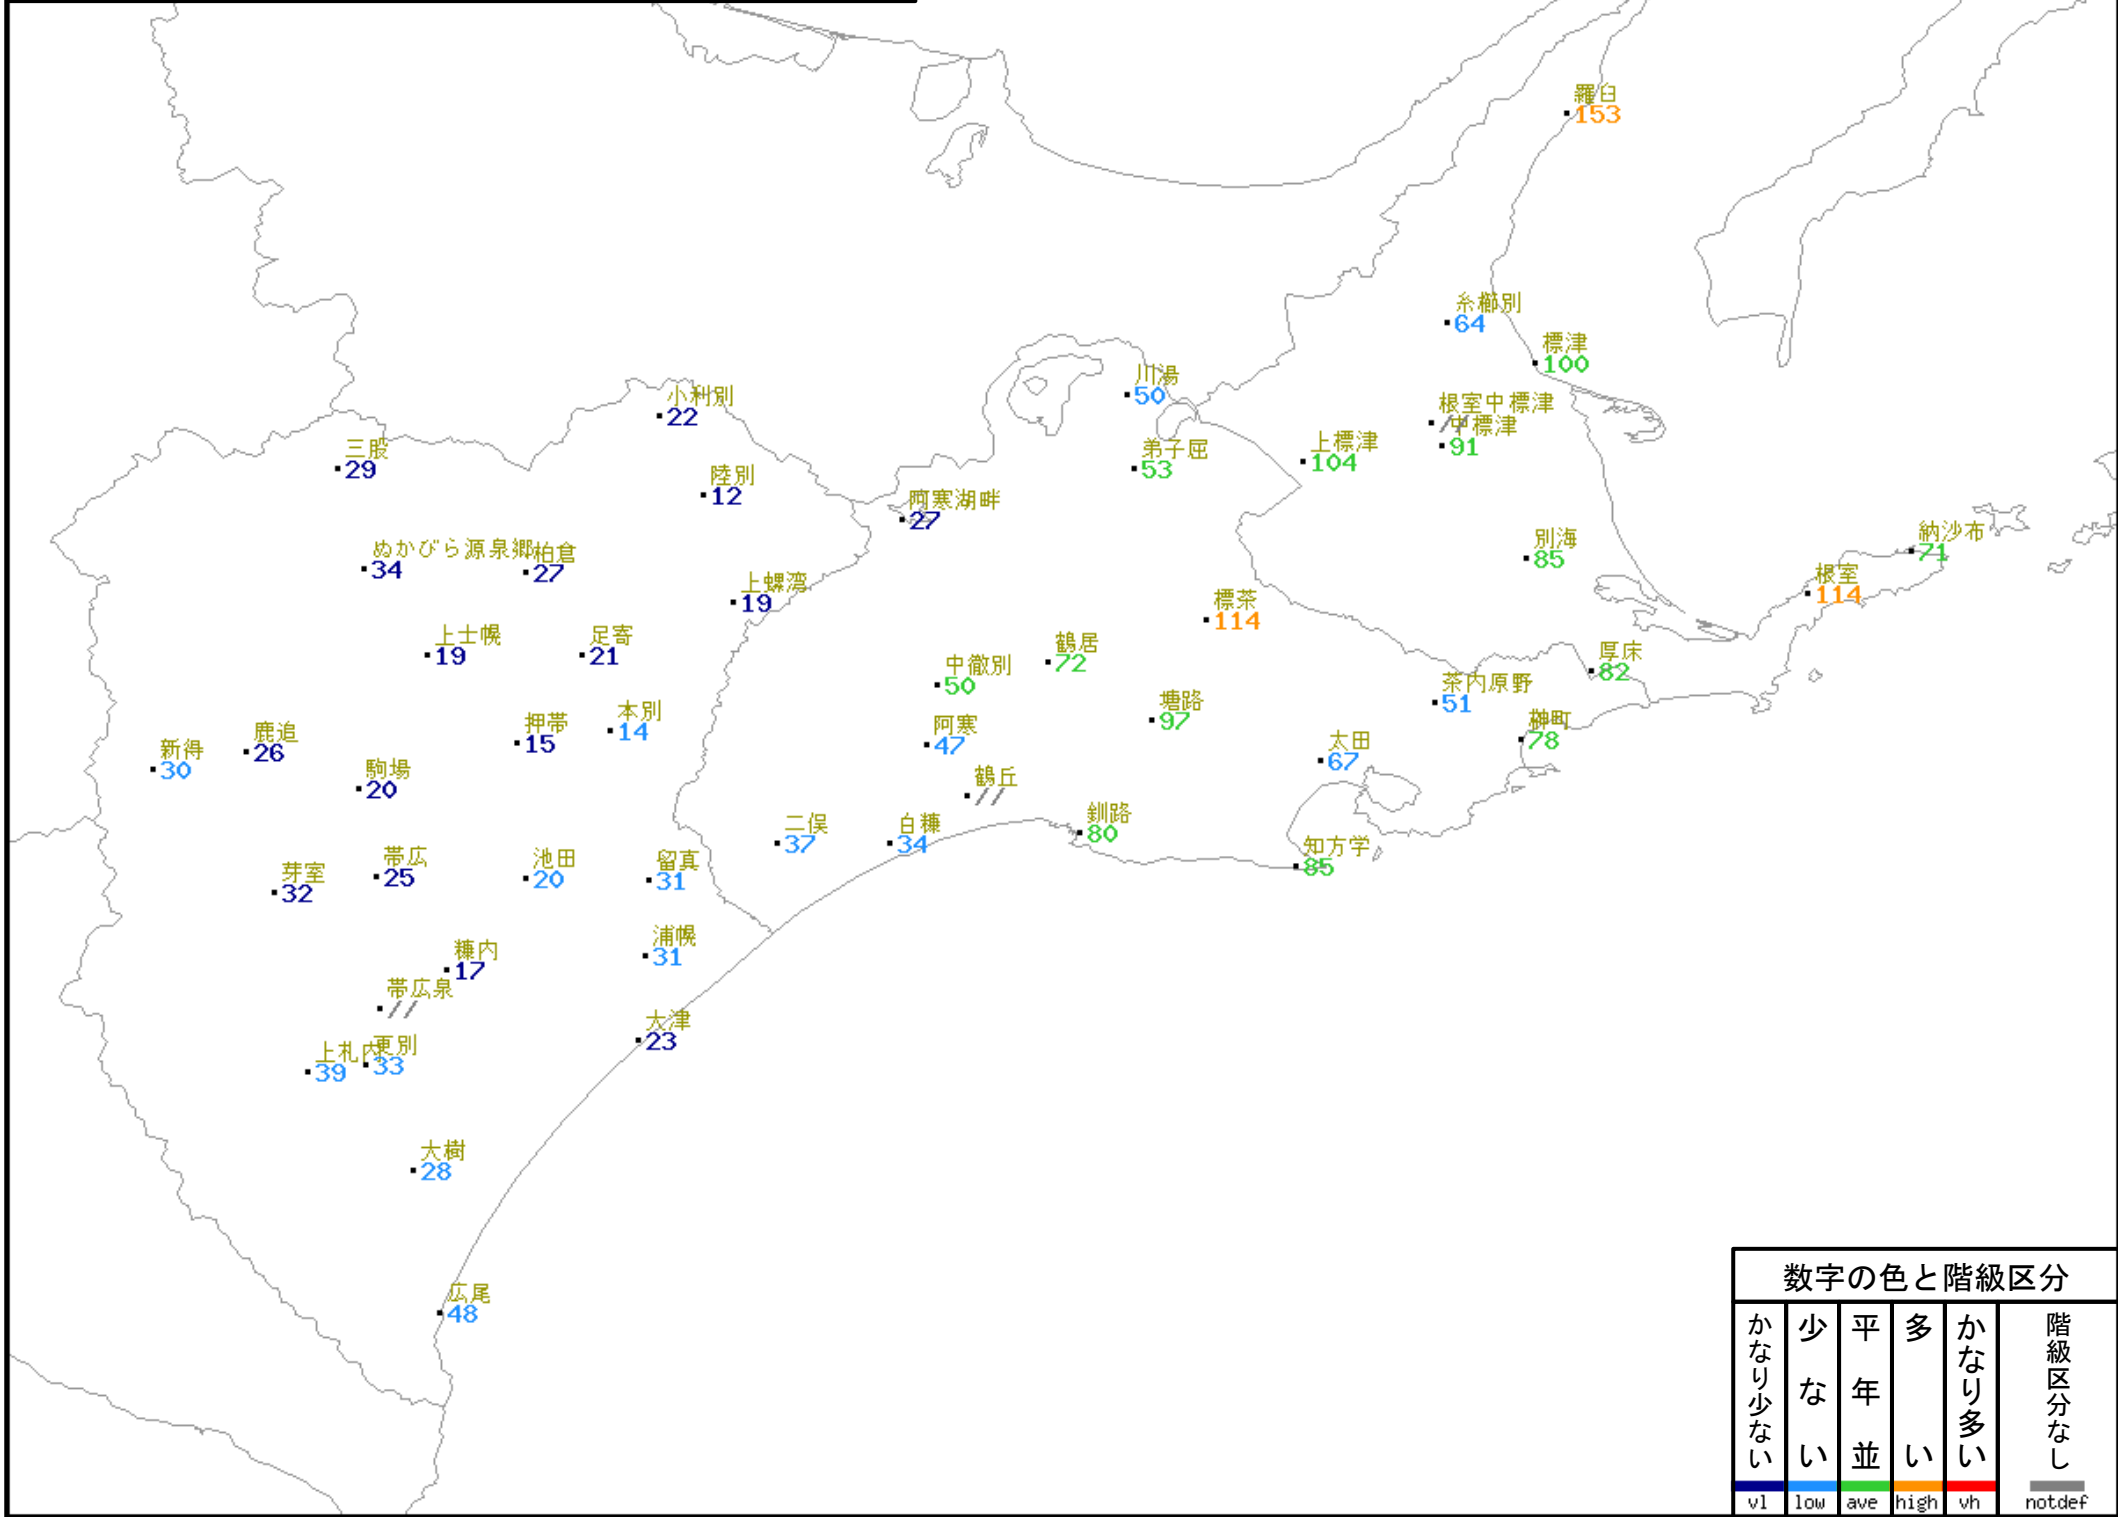 羅臼
153
糸櫛別
64
標津
100
川湯
50
根室中標津
//
中標津
91
小利別
22
上標津
104
弟子屈
53
三股
29
陸別
12
阿寒湖畔
27
納沙布
71
別海
85
ぬかびら源泉郷
34
柏倉
27
根室
114
上螺湾
19
標茶
114
上士幌
19
足寄
21
鶴居
72
厚床
82
中徹別
50
茶内原野
51
塘路
97
本別
14
押帯
15
榊町
78
阿寒
47
鹿追
26
新得
30
太田
67
駒場
20
鶴丘
//
釧路
80
二俣
37
白糠
34
知方学
85
帯広
25
池田
20
留真
31
芽室
32
浦幌
31
糠内
17
帯広泉
//
大津
23
更別
33
上札内
39
大樹
28
広尾
48
数字の色と階級区分
かなり少ない
少ない
平年並
多い
かなり多い
階級区分なし
vl
low
ave
high
vh
notdef